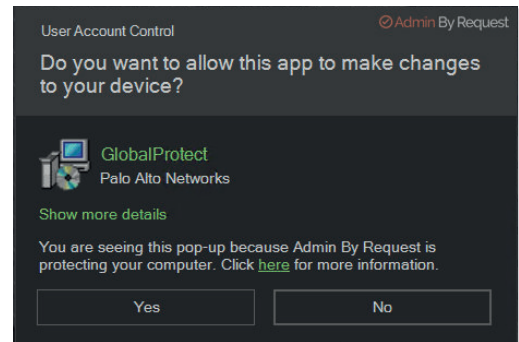 User Account Control
Admin By Request
Do you want to allow this app to make changes
to your device?
GlobalProtect
Palo Alto Networks
Show more details
You are seeing this pop-up because Admin By Request is
protecting your computer. Click here for more information.
Yes
No